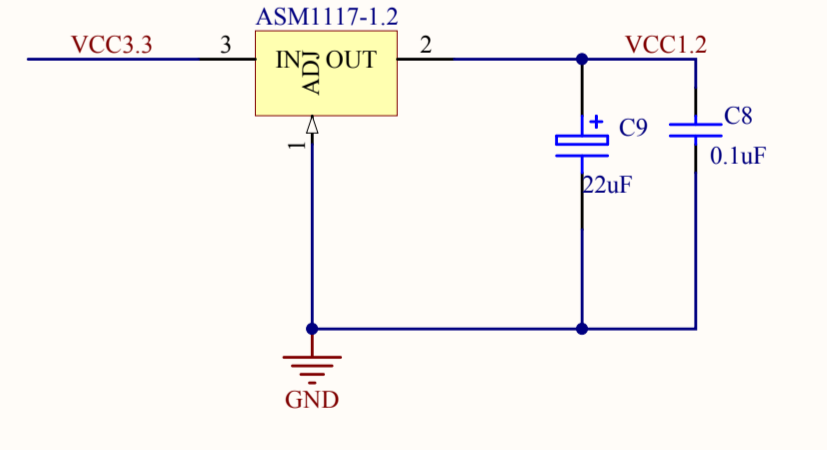 ASM1117-1.2
VCC3.3
3
IN
ADJ
OUT
2
VCC1.2
1
C9
22uF
C8
0.1uF
GND